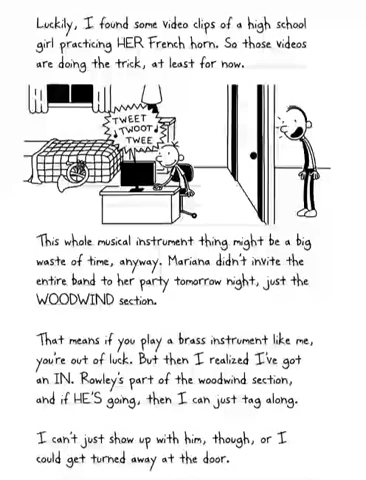 Luckily, I found some video clips of a high school
girl practicing HER French horn. So those videos
are doing the trick, at least for now.
TWEET
TWOOT
TWEE
This whole musical instrument thing might be a big
waste of time, anyway. Mariana didn't invite the
entire band to her party tomorrow night, just the
WOODWIND section.
That means if you play a brass instrument like me,
you're out of luck. But then I realized I've got
an IN. Rowley's part of the woodwind section,
and if HE'S going, then I can just tag along.
I can't just show up with him, though, or I
could get turned away at the door.